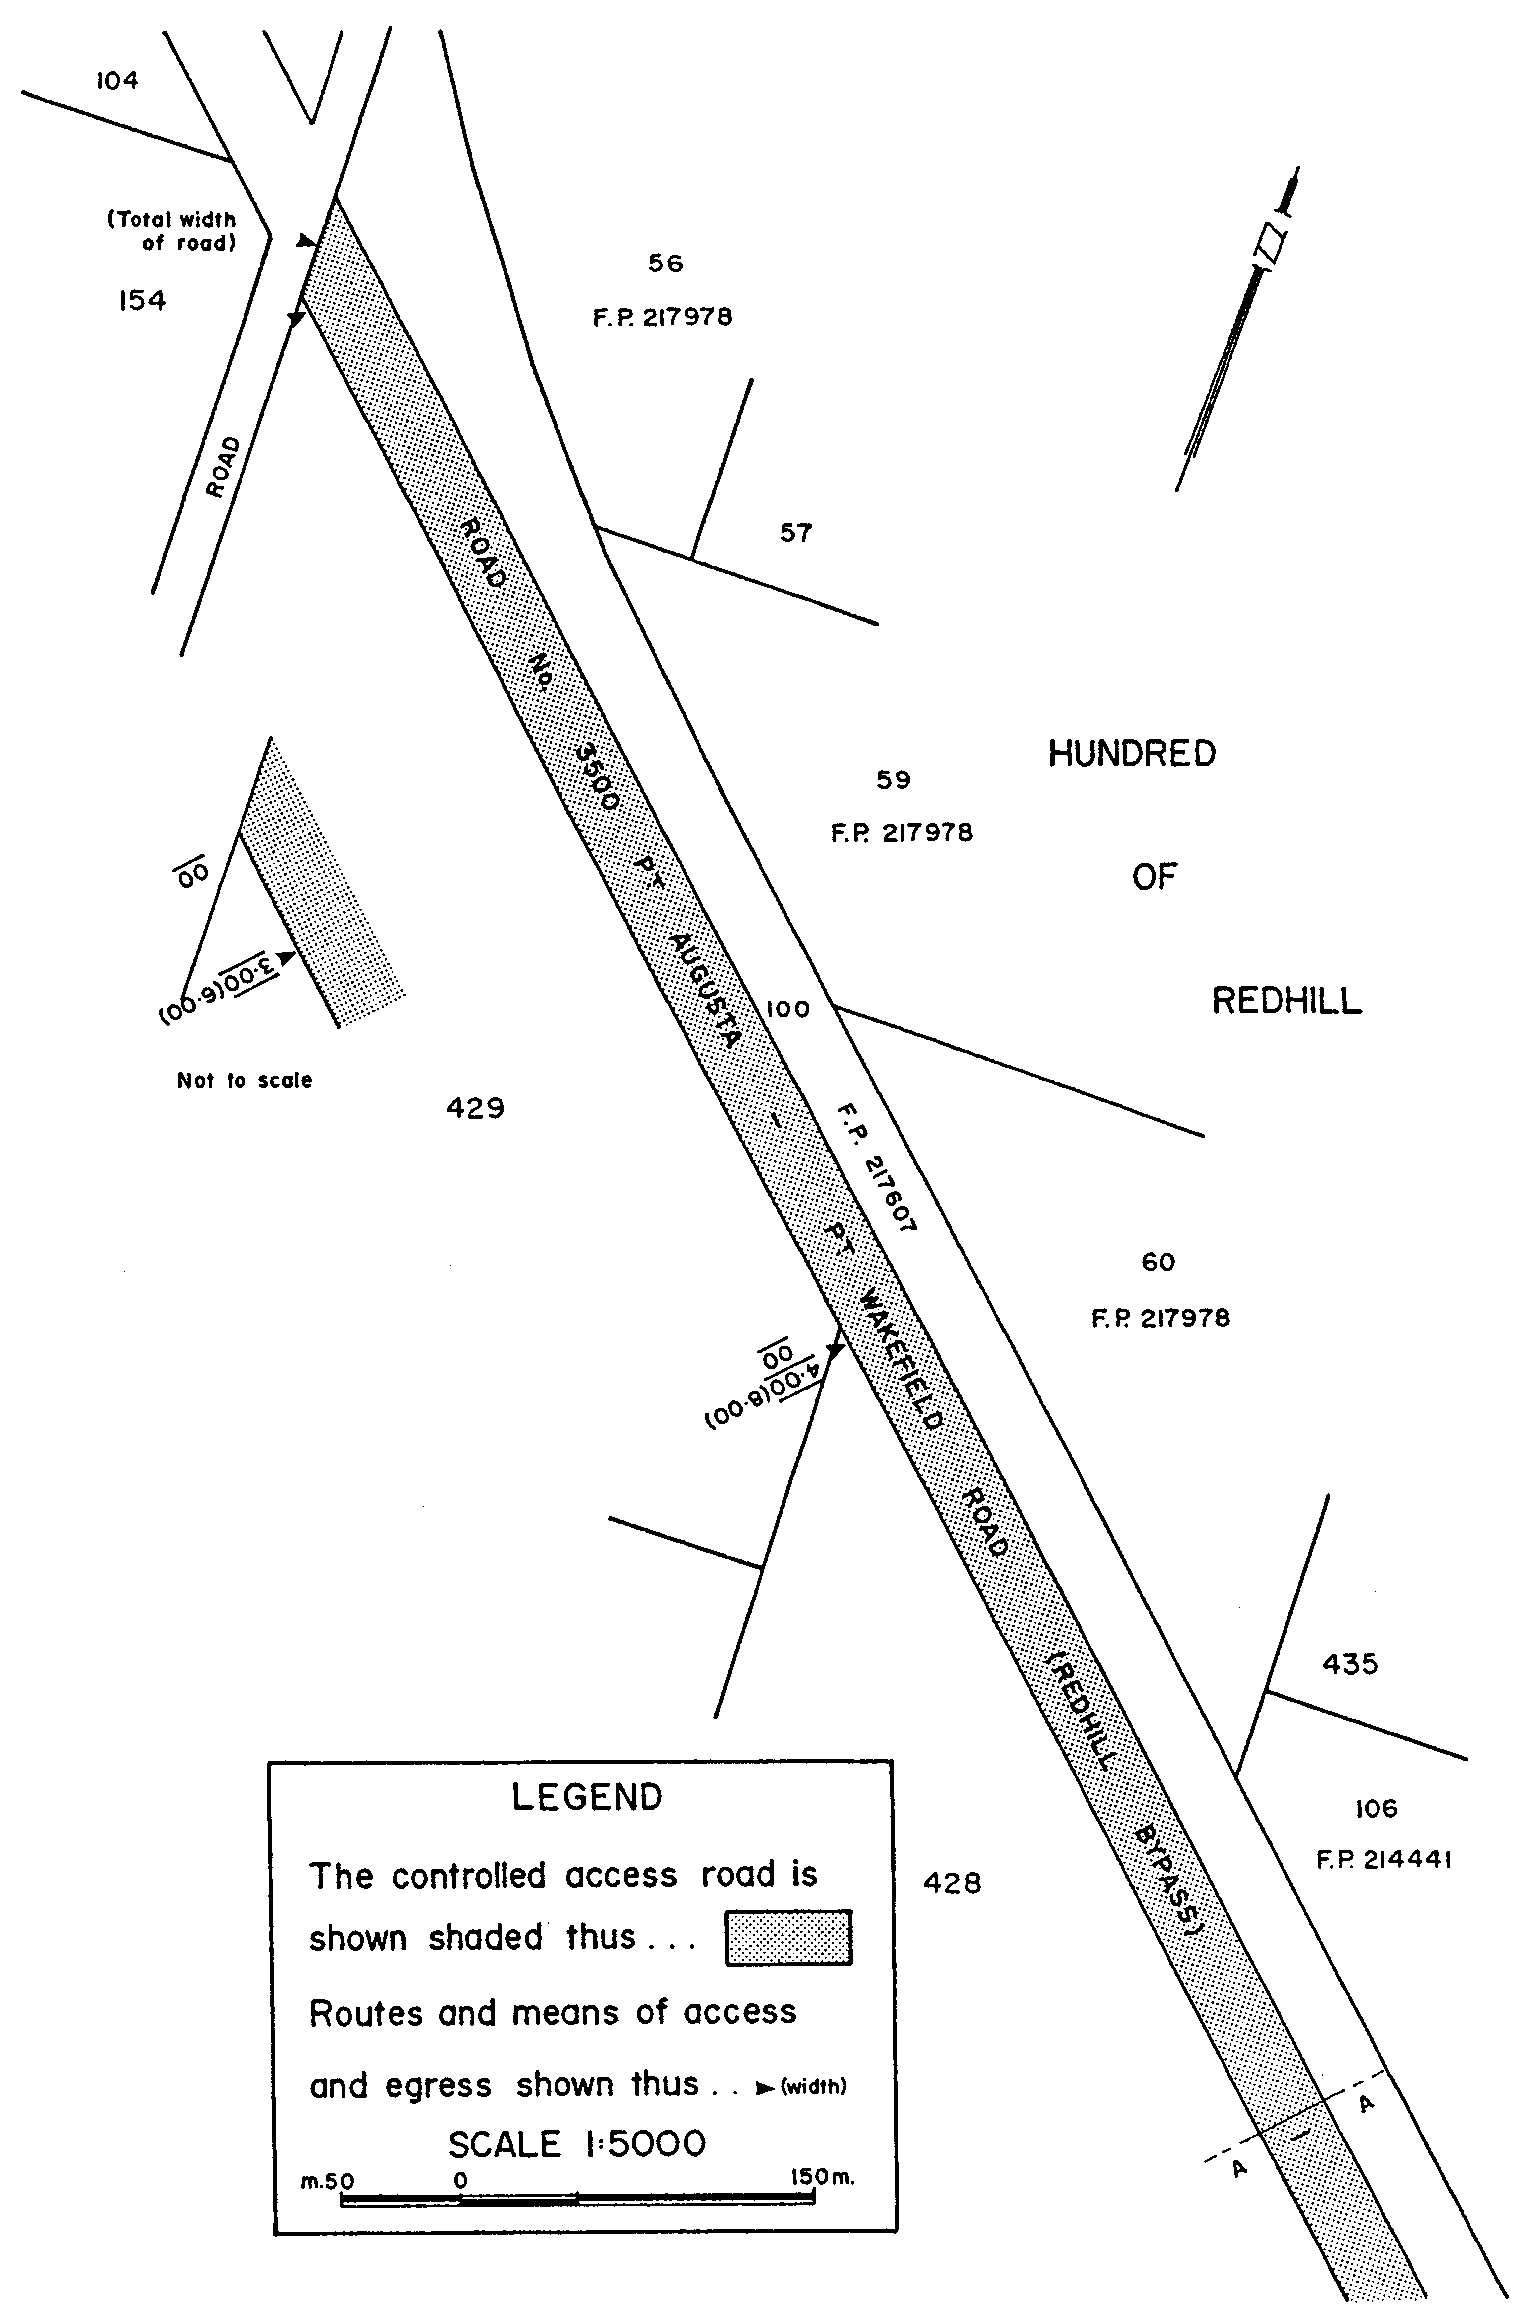 104
(Total width
of road)
154
56
F.P. 217978
ROAD
57
ROAD No. 3500 PT AUGUSTA - PT WAKEFIELD ROAD (REDHILL BYPASS)
HUNDRED
OF
REDHILL
59
F.P. 217978
00
3·00(6·00)
Not to scale
429
100
F.P. 217607
60
F.P. 217978
00
4·00(8·00)
435
106
F.P. 214441
428
A
A
LEGEND
The controlled access road is
shown shaded thus...
Routes and means of access
and egress shown thus.. (width)
SCALE 1:5000
m.50 0 150m.